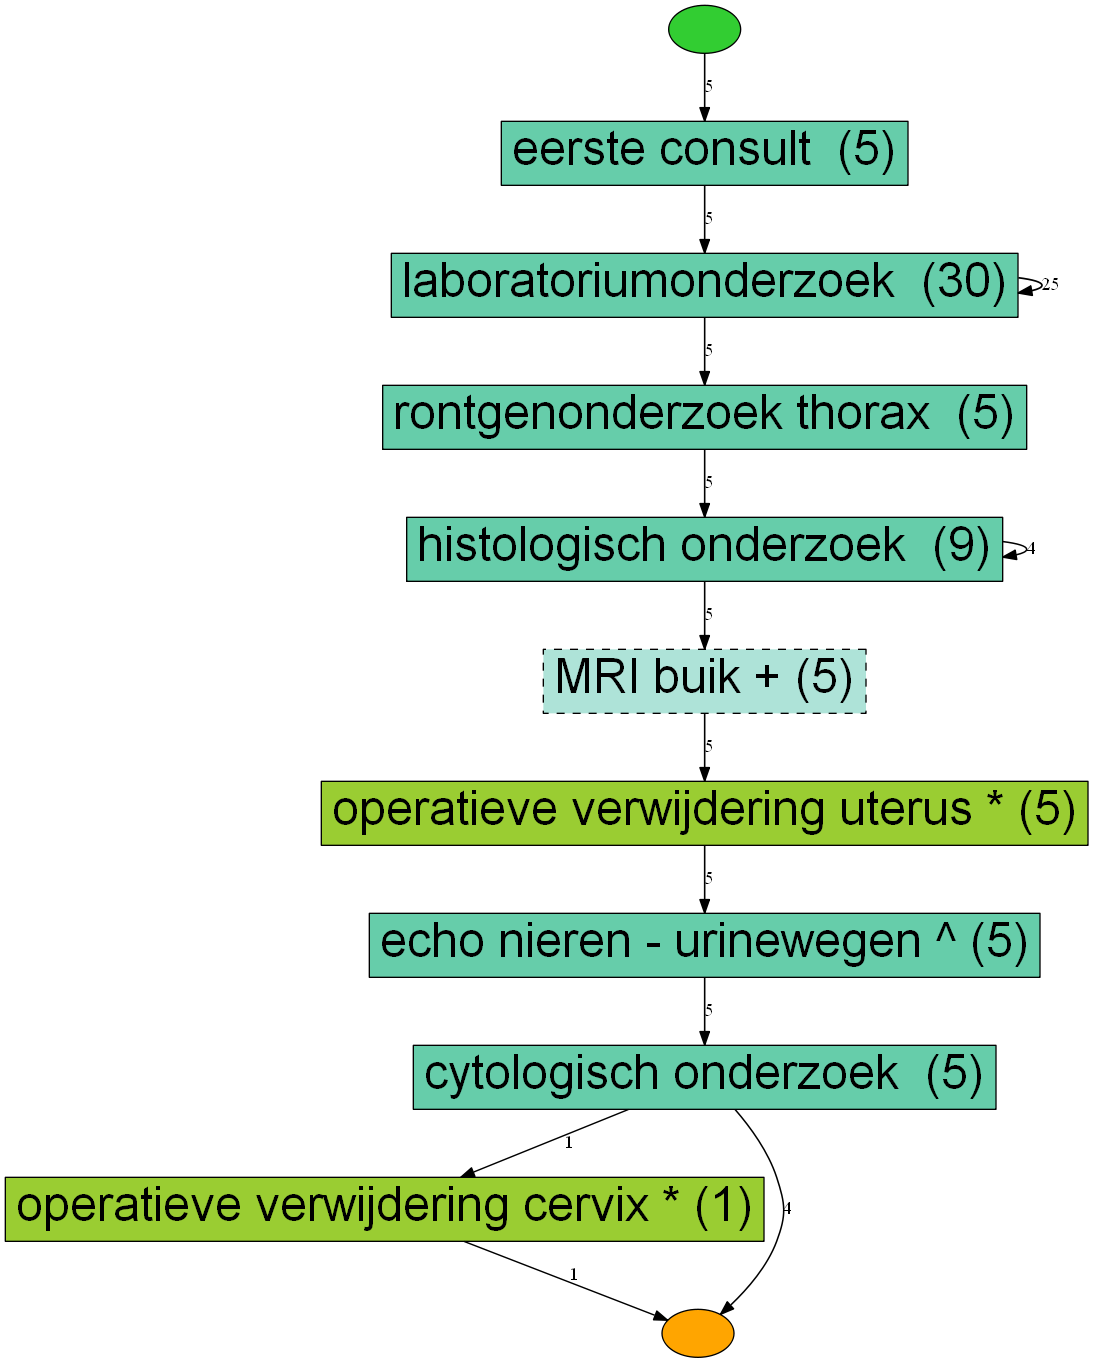 5
eerste consult (5)
5
laboratoriumonderzoek (30)
25
5
rontgenonderzoek thorax (5)
5
histologisch onderzoek (9)
4
5
MRI buik + (5)
5
operatieve verwijdering uterus * (5)
5
echo nieren - urinewegen ^ (5)
5
cytologisch onderzoek (5)
1
operatieve verwijdering cervix * (1)
4
1